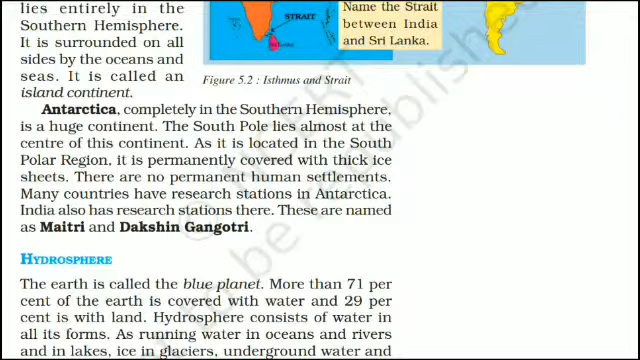 lies entirely in the
Southern Hemisphere.
It is surrounded on all
sides by the oceans and
seas. It is called an
island continent.
STRAIT
Name the Strait
between India
and Sri Lanka.
Figure 5.2 : Isthmus and Strait
Antarctica, completely in the Southern Hemisphere,
is a huge continent. The South Pole lies almost at the
centre of this continent. As it is located in the South
Polar Region, it is permanently covered with thick ice
sheets. There are no permanent human settlements.
Many countries have research stations in Antarctica.
India also has research stations there. These are named
as Maitri and Dakshin Gangotri.
HYDROSPHERE
The earth is called the blue planet. More than 71 per
cent of the earth is covered with water and 29 per
cent is with land. Hydrosphere consists of water in
all its forms. As running water in oceans and rivers
and in lakes, ice in glaciers, underground water and
© NCERT
to be republished